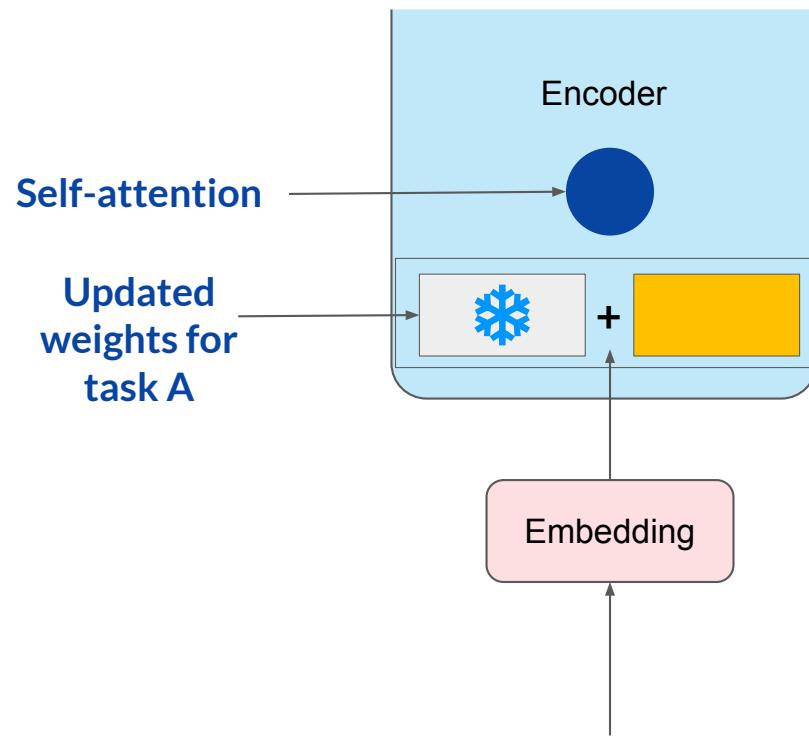 Encoder
Self-attention
Updated
weights for
task A
+
Embedding